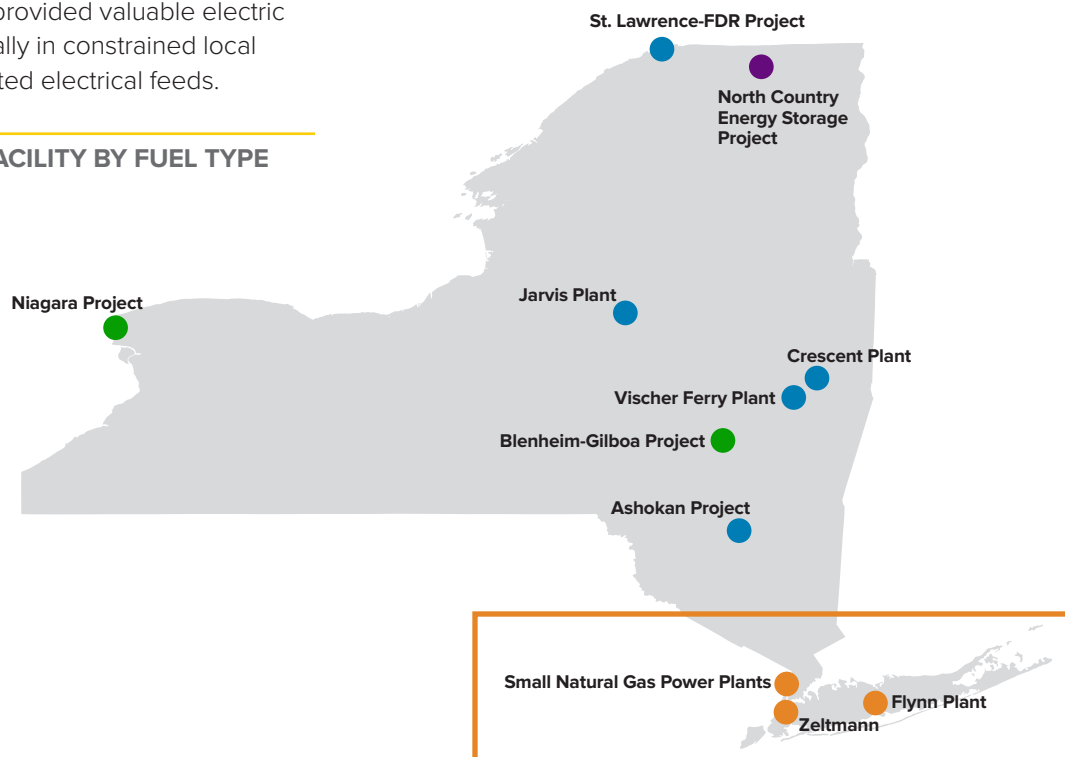 provided valuable electric
ally in constrained local
ted electrical feeds.
ACILITY BY FUEL TYPE
St. Lawrence-FDR Project
North Country
Energy Storage
Project
Niagara Project
Jarvis Plant
Crescent Plant
Vischer Ferry Plant
Blenheim-Gilboa Project
Ashokan Project
Small Natural Gas Power Plants
Flynn Plant
Zeltmann